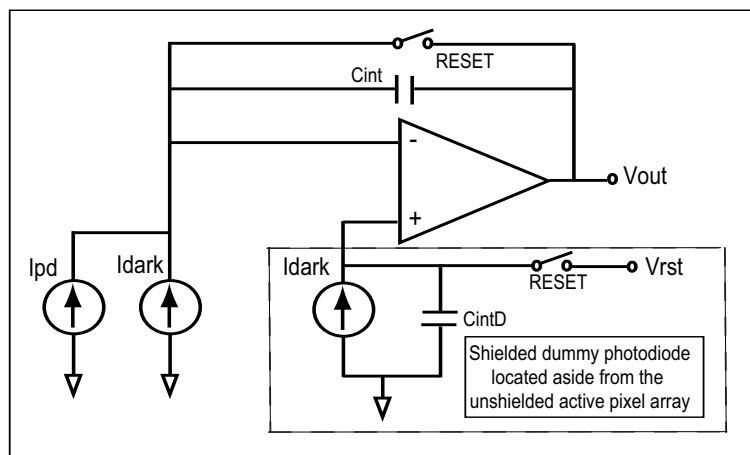 RESET
Cint
-
Vout
+
Ipd
Idark
Idark
RESET
Vrst
CintD
Shielded dummy photodiode
located aside from the
unshielded active pixel array